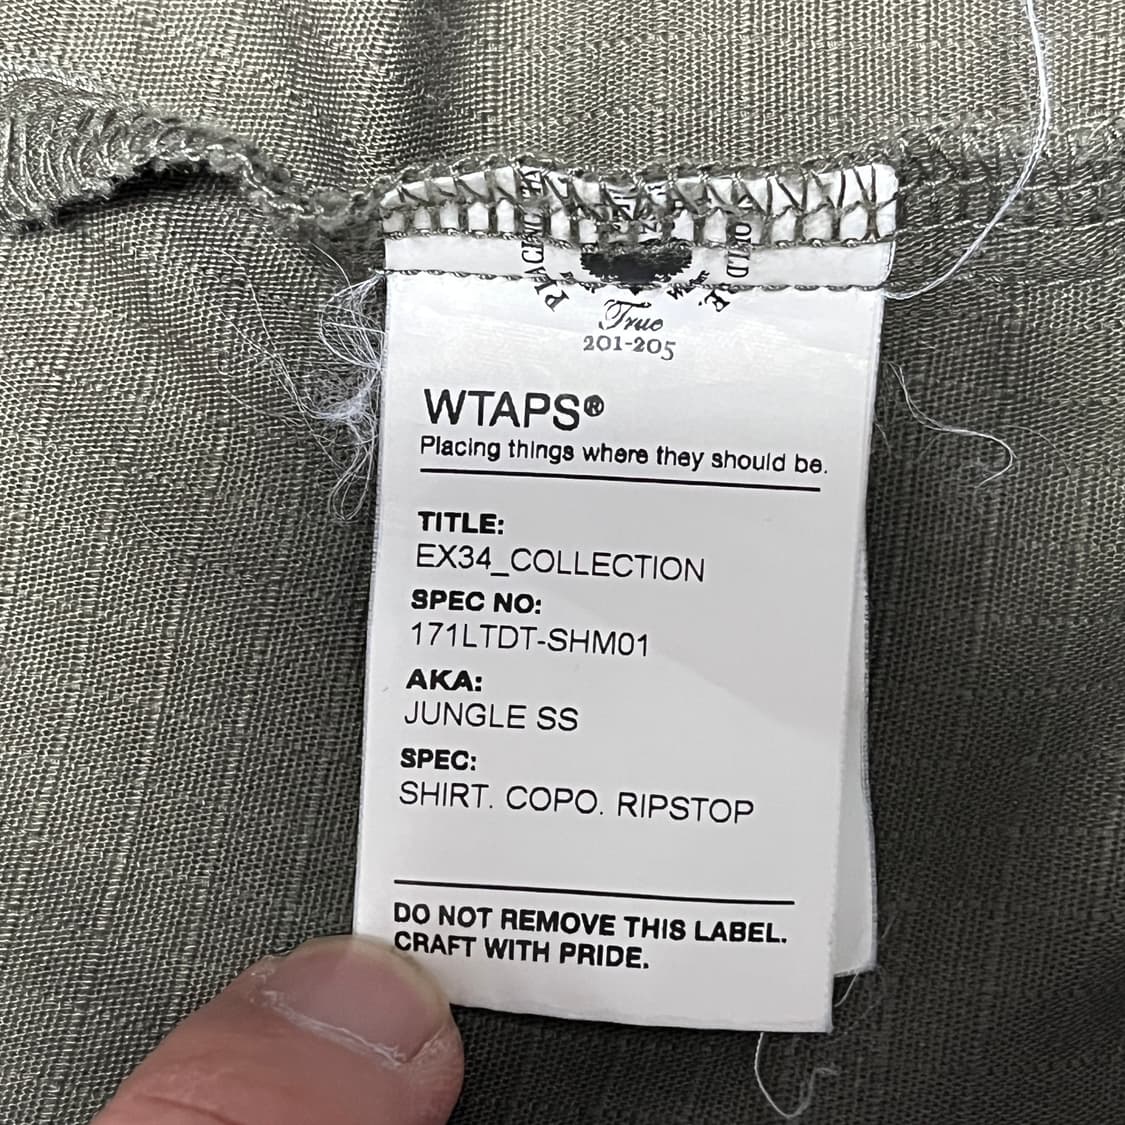 True
201-205
WTAPS®
Placing things where they should be.
TITLE:
EX34_COLLECTION
SPEC NO:
171LTDT-SHM01
AKA:
JUNGLE SS
SPEC:
SHIRT. COPO. RIPSTOP
DO NOT REMOVE THIS LABEL.
CRAFT WITH PRIDE.